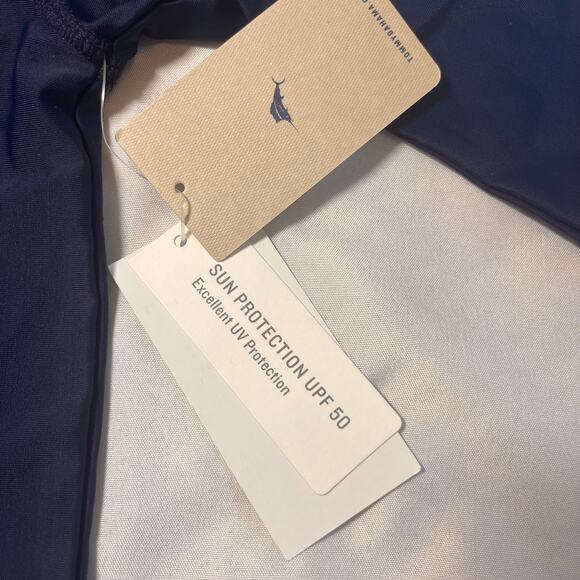 TOMMYBAHAMA.
SUN PROTECTION UPF 50
Excellent UV Protection